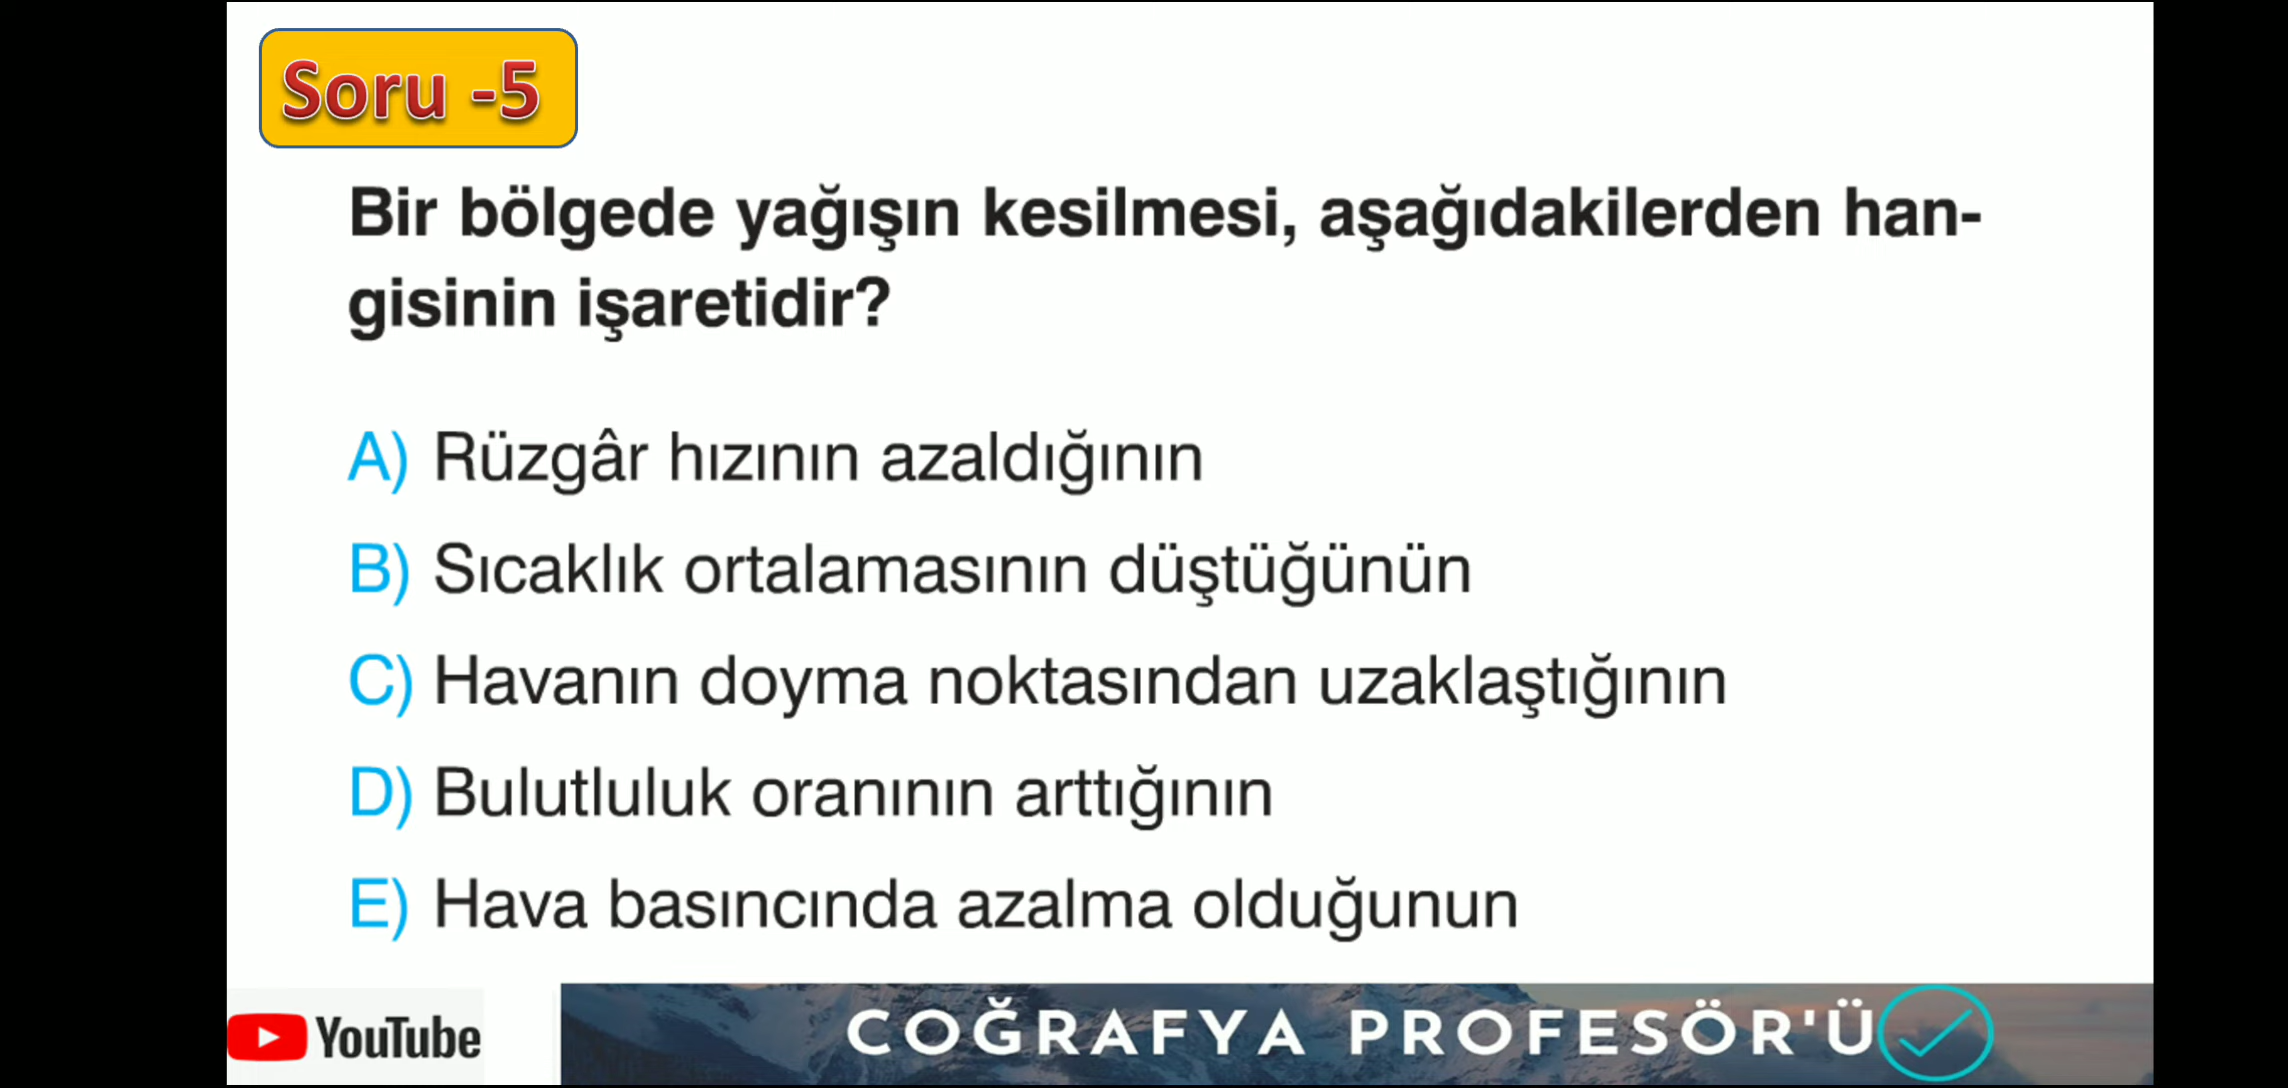 Soru -5
Bir bölgede yağışın kesilmesi, aşağıdakilerden han-
gisinin işaretidir?
A) Rüzgâr hızının azaldığının
B) Sıcaklık ortalamasının düştüğünün
C) Havanın doyma noktasından uzaklaştığının
D) Bulutluluk oranının arttığının
E) Hava basıncında azalma olduğunun
YouTube
COĞRAFYA PROFESÖR'Ü